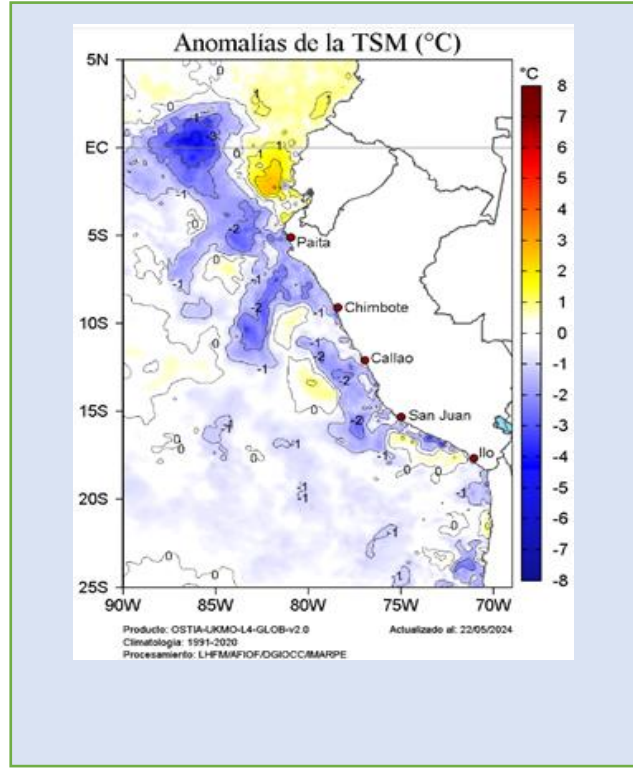 Anomalías de la TSM (°C)
5N
EC
5S
10S
15S
20S
25S
90W 85W 80W 75W 70W
°C
8
7
6
5
4
3
2
1
0
-1
-2
-3
-4
-5
-6
-7
-8
Paita
Chimbote
Callao
San Juan
Ilo
Producto: OSTIA-UKMO-L4-GLOB-v2.0
Actualizado al: 22/05/2024
Climatología: 1991-2020
Procesamiento: LHFM/AFIOF/DGIOCC/IMARPE